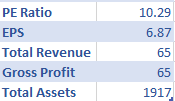 PE Ratio 10.29
EPS 6.87
Total Revenue 65
Gross Profit 65
Total Assets 1917